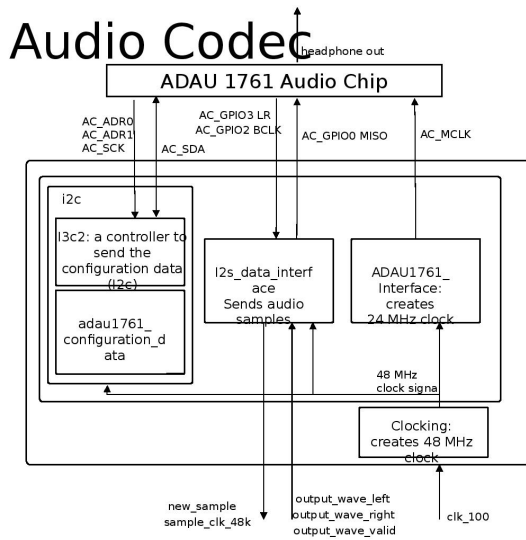 Audio Codec
headphone out
ADAU 1761 Audio Chip
AC_ADR0
AC_ADR1
AC_SCK
AC_SDA
AC_GPIO3 LR
AC_GPIO2 BCLK
AC_GPIO0 MISO
AC_MCLK
i2c
I3c2: a controller to
send the
configuration data
(I2c)
adau1761_
configuration_d
ata
I2s_data_interf
ace
Sends audio
samples
ADAU1761_
Interface:
creates
24 MHz clock
48 MHz
clock signa
Clocking:
creates 48 MHz
clock
new_sample
sample_clk_48k
output_wave_left
output_wave_right
output_wave_valid
clk_100